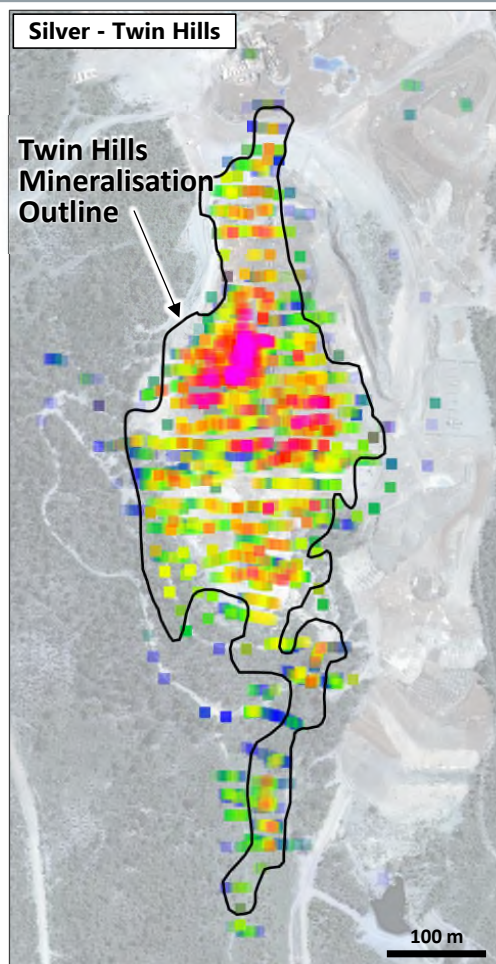 Silver - Twin Hills
Twin Hills
Mineralisation
Outline
100 m